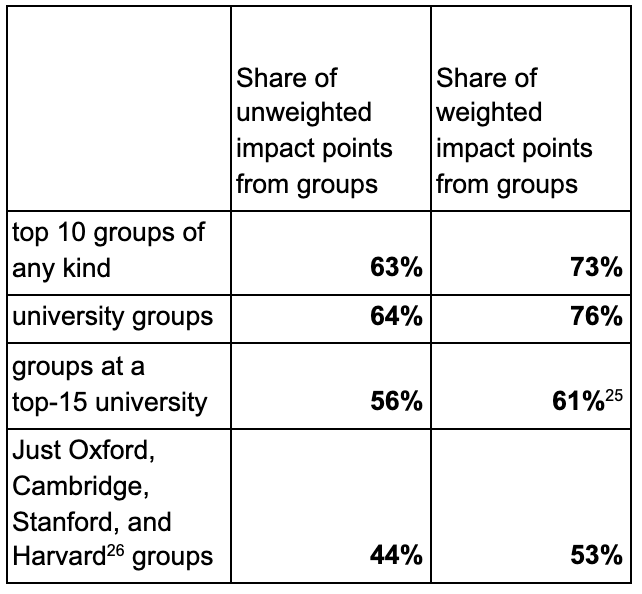 Share of
unweighted
impact points
from groups
Share of
weighted
impact points
from groups
top 10 groups of
any kind
63%
73%
university groups
64%
76%
groups at a
top-15 university
56%
61%25
Just Oxford,
Cambridge,
Stanford, and
Harvard26 groups
44%
53%